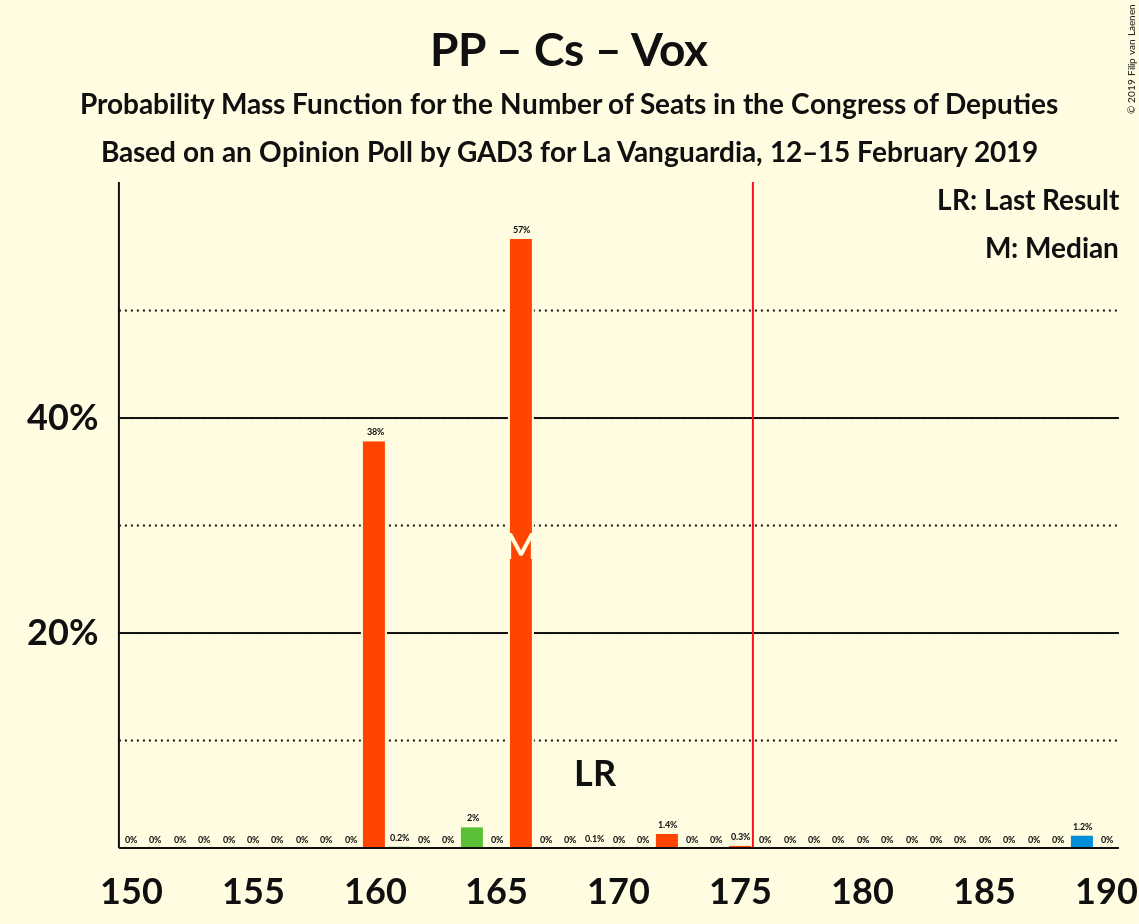 PP – Cs – Vox
Probability Mass Function for the Number of Seats in the Congress of Deputies
Based on an Opinion Poll by GAD3 for La Vanguardia, 12–15 February 2019
© 2019 Filip van Laenen
LR: Last Result
M: Median
57%
40%
38%
M
20%
LR
0% 0% 0% 0% 0% 0% 0% 0% 0% 0% 0.2% 0% 0% 2% 0% 0% 0% 0.1% 0% 0% 1.4% 0% 0% 0.3% 0% 0% 0% 0% 0% 0% 0% 0% 0% 0% 0% 0% 0% 1.2% 0%
150 155 160 165 170 175 180 185 190